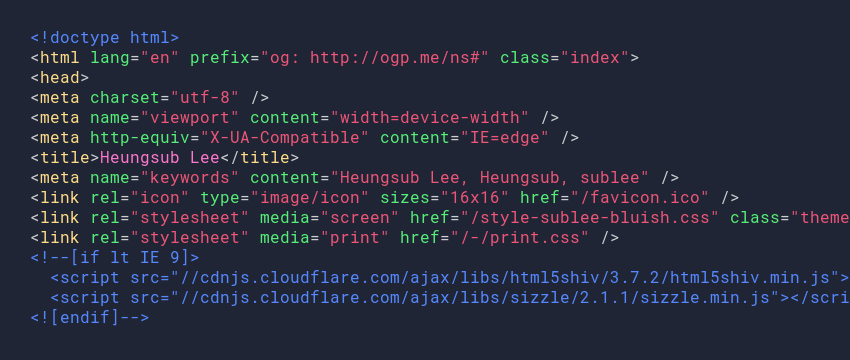 <!doctype html>
<html lang="en" prefix="og: http://ogp.me/ns#" class="index">
<head>
<meta charset="utf-8" />
<meta name="viewport" content="width=device-width" />
<meta http-equiv="X-UA-Compatible" content="IE=edge" />
<title>Heungsub Lee</title>
<meta name="keywords" content="Heungsub Lee, Heungsub, sublee" />
<link rel="icon" type="image/icon" sizes="16x16" href="/favicon.ico" />
<link rel="stylesheet" media="screen" href="/style-sublee-bluish.css" class="theme
<link rel="stylesheet" media="print" href="/-/print.css" />
<!--[if lt IE 9]>
<script src="//cdnjs.cloudflare.com/ajax/libs/html5shiv/3.7.2/html5shiv.min.js">
<script src="//cdnjs.cloudflare.com/ajax/libs/sizzle/2.1.1/sizzle.min.js"></scri
<![endif]-->